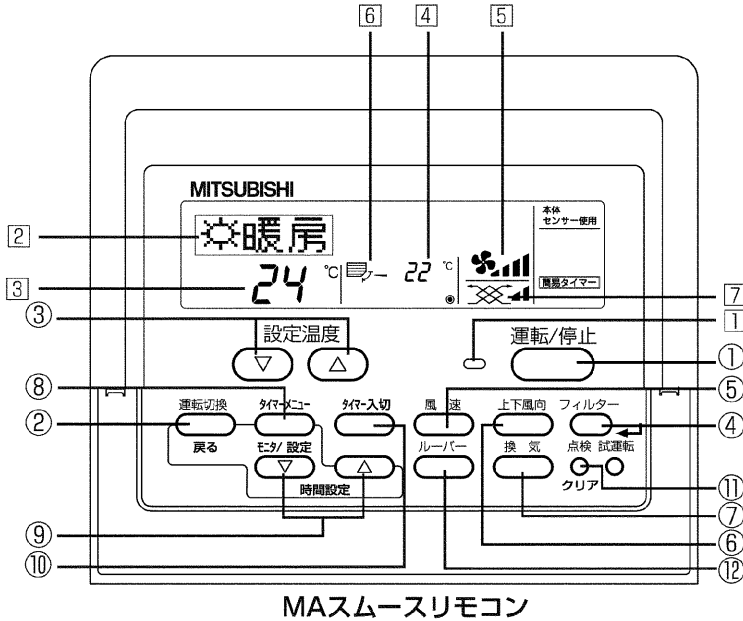 6 4 5
MITSUBISHI
本体
センサー使用
2 暖房
3 24 °C 22 °C
簡易タイマー
7
1
③ 設定温度 運転/停止 ①
▽ △
⑧ ⑤
② 運転切換 タイマーメニュー タイマー入切 風 速 上下風向 フィルター ④
戻る モニタ/設定 ルーバー 換 気 点検 試運転
▽ △ クリア ⑪
時間設定
⑨ ⑦
⑩ ⑥
⑫
MAスムースリモコン